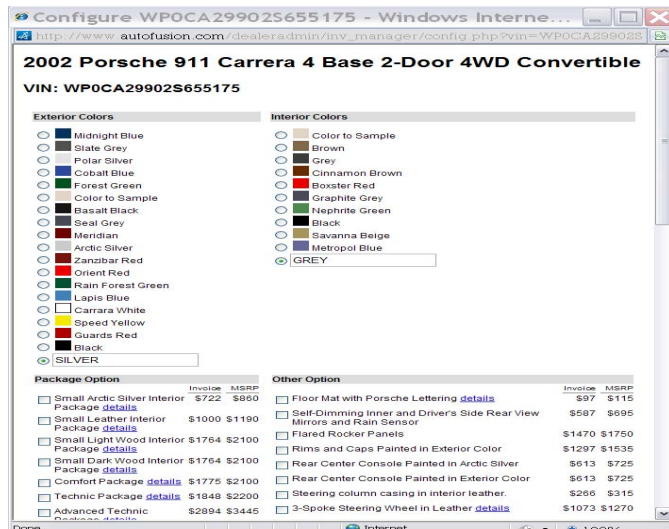 Configure WP0CA29902S655175 - Windows Interne...
http://www.autofusion.com/dealeradmin/inv_manager/config.php?vin=WP0CA29902S
2002 Porsche 911 Carrera 4 Base 2-Door 4WD Convertible
VIN: WP0CA29902S655175
Exterior Colors
Midnight Blue
Slate Grey
Polar Silver
Cobalt Blue
Forest Green
Color to Sample
Basalt Black
Seal Grey
Meridian
Arctic Silver
Zanzibar Red
Orient Red
Rain Forest Green
Lapis Blue
Carrara White
Speed Yellow
Guards Red
Black
SILVER
Interior Colors
Color to Sample
Brown
Grey
Cinnamon Brown
Boxster Red
Graphite Grey
Nephrite Green
Black
Savanna Beige
Metropol Blue
GREY
Package Option
Invoice MSRP
Small Arctic Silver Interior $722 $860
Package details
Small Leather Interior $1000 $1190
Package details
Small Light Wood Interior $1764 $2100
Package details
Small Dark Wood Interior $1764 $2100
Package details
Comfort Package details $1775 $2100
Technic Package details $1848 $2200
Advanced Technic $2894 $3445
Package details
Other Option
Invoice MSRP
Floor Mat with Porsche Lettering details $97 $115
Self-Dimming Inner and Driver's Side Rear View $587 $695
Mirrors and Rain Sensor
Flared Rocker Panels $1470 $1750
Rims and Caps Painted in Exterior Color $1297 $1535
Rear Center Console Painted in Arctic Silver $613 $725
Rear Center Console Painted in Exterior Color $613 $725
Steering column casing in interior leather. $266 $315
3-Spoke Steering Wheel in Leather details $1073 $1270
Done
Internet
100%